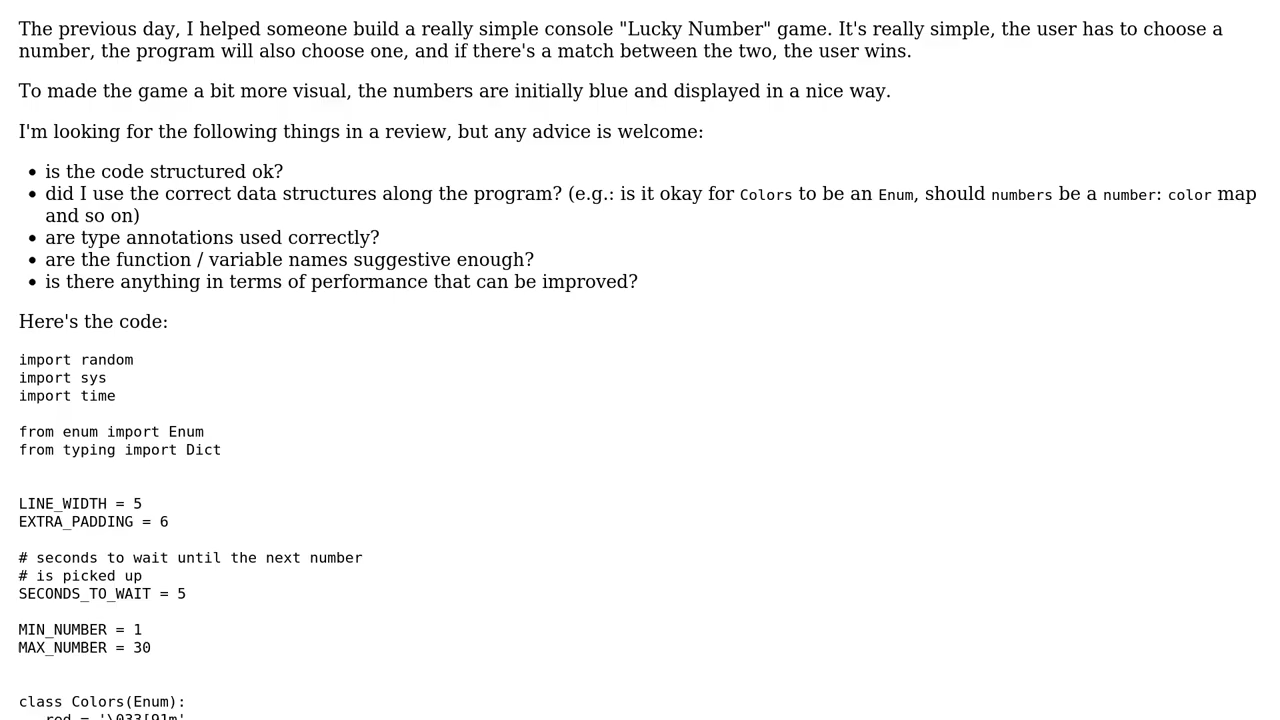 The previous day, I helped someone build a really simple console "Lucky Number" game. It's really simple, the user has to choose a
number, the program will also choose one, and if there's a match between the two, the user wins.
To made the game a bit more visual, the numbers are initially blue and displayed in a nice way.
I'm looking for the following things in a review, but any advice is welcome:
• is the code structured ok?
• did I use the correct data structures along the program? (e.g.: is it okay for Colors to be an Enum, should numbers be a number: color map
and so on)
• are type annotations used correctly?
• are the function / variable names suggestive enough?
• is there anything in terms of performance that can be improved?
Here's the code:
import random
import sys
import time
from enum import Enum
from typing import Dict
LINE_WIDTH = 5
EXTRA_PADDING = 6
# seconds to wait until the next number
# is picked up
SECONDS_TO_WAIT = 5
MIN_NUMBER = 1
MAX_NUMBER = 30
class Colors(Enum):
red = '\033[91m'